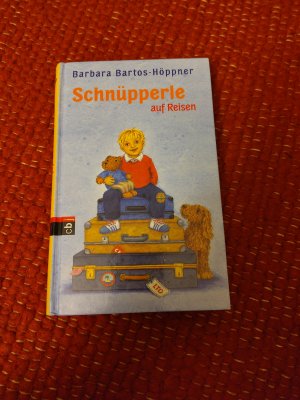 Barbara Bartos-Höppner
Schnüpperle
auf Reisen
cbj